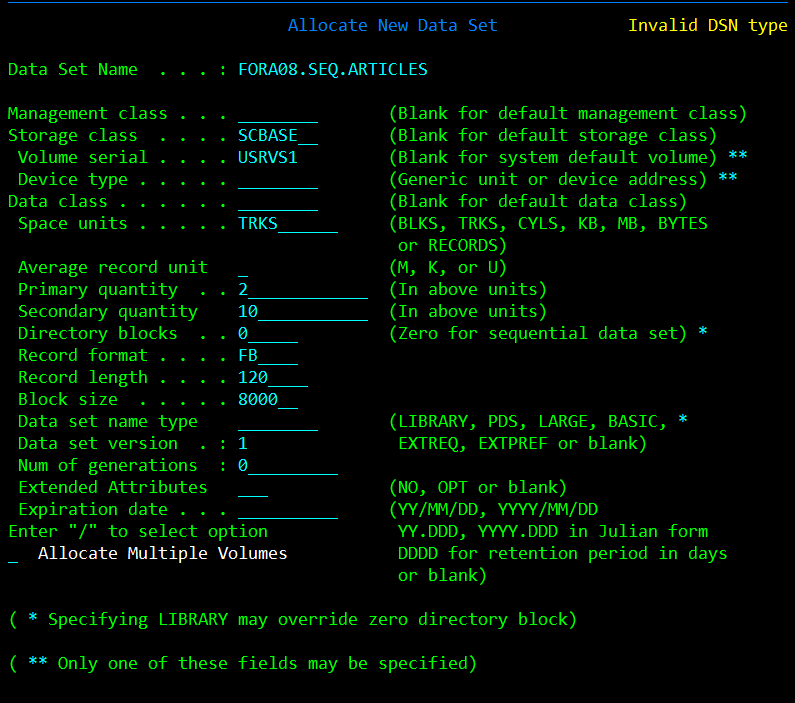 Allocate New Data Set Invalid DSN type
Data Set Name . . . : FORA08.SEQ.ARTICLES
Management class . . . ________ (Blank for default management class)
Storage class . . . . SCBASE__ (Blank for default storage class)
Volume serial . . . . USRVS1 (Blank for system default volume) **
Device type . . . . . ________ (Generic unit or device address) **
Data class . . . . . . ________ (Blank for default data class)
Space units . . . . . TRKS______ (BLKS, TRKS, CYLS, KB, MB, BYTES
or RECORDS)
Average record unit _ (M, K, or U)
Primary quantity . . 2____________ (In above units)
Secondary quantity 10___________ (In above units)
Directory blocks . . 0_____ (Zero for sequential data set) *
Record format . . . . FB____
Record length . . . . 120____
Block size . . . . . 8000__
Data set name type ________ (LIBRARY, PDS, LARGE, BASIC, *
Data set version . : 1 EXTREQ, EXTPREF or blank)
Num of generations : 0_________
Extended Attributes ___ (NO, OPT or blank)
Expiration date . . . __________ (YY/MM/DD, YYYY/MM/DD
Enter "/" to select option YY.DDD, YYYY.DDD in Julian form
_ Allocate Multiple Volumes DDDD for retention period in days
or blank)
( * Specifying LIBRARY may override zero directory block)
( ** Only one of these fields may be specified)